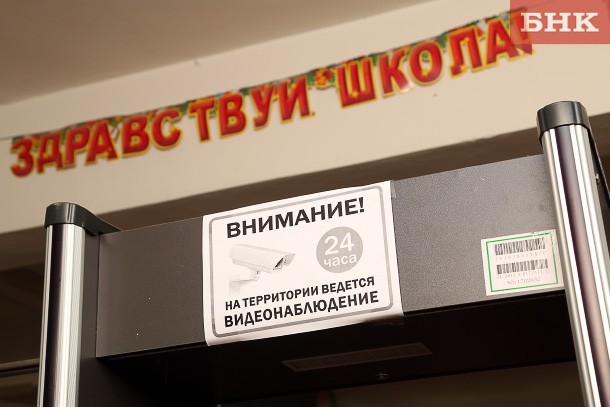 БНК
ЗДРАВСТВУЙ ШКОЛА!
ВНИМАНИЕ!
24
часа
НА ТЕРРИТОРИИ ВЕДЕТСЯ
ВИДЕОНАБЛЮДЕНИЕ